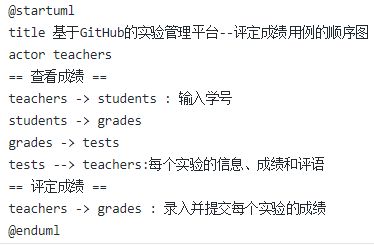 @startuml
title 基于GitHub的实验管理平台--评定成绩用例的顺序图
actor teachers
== 查看成绩 ==
teachers -> students : 输入学号
students -> grades
grades -> tests
tests --> teachers:每个实验的信息、成绩和评语
== 评定成绩 ==
teachers -> grades : 录入并提交每个实验的成绩
@enduml